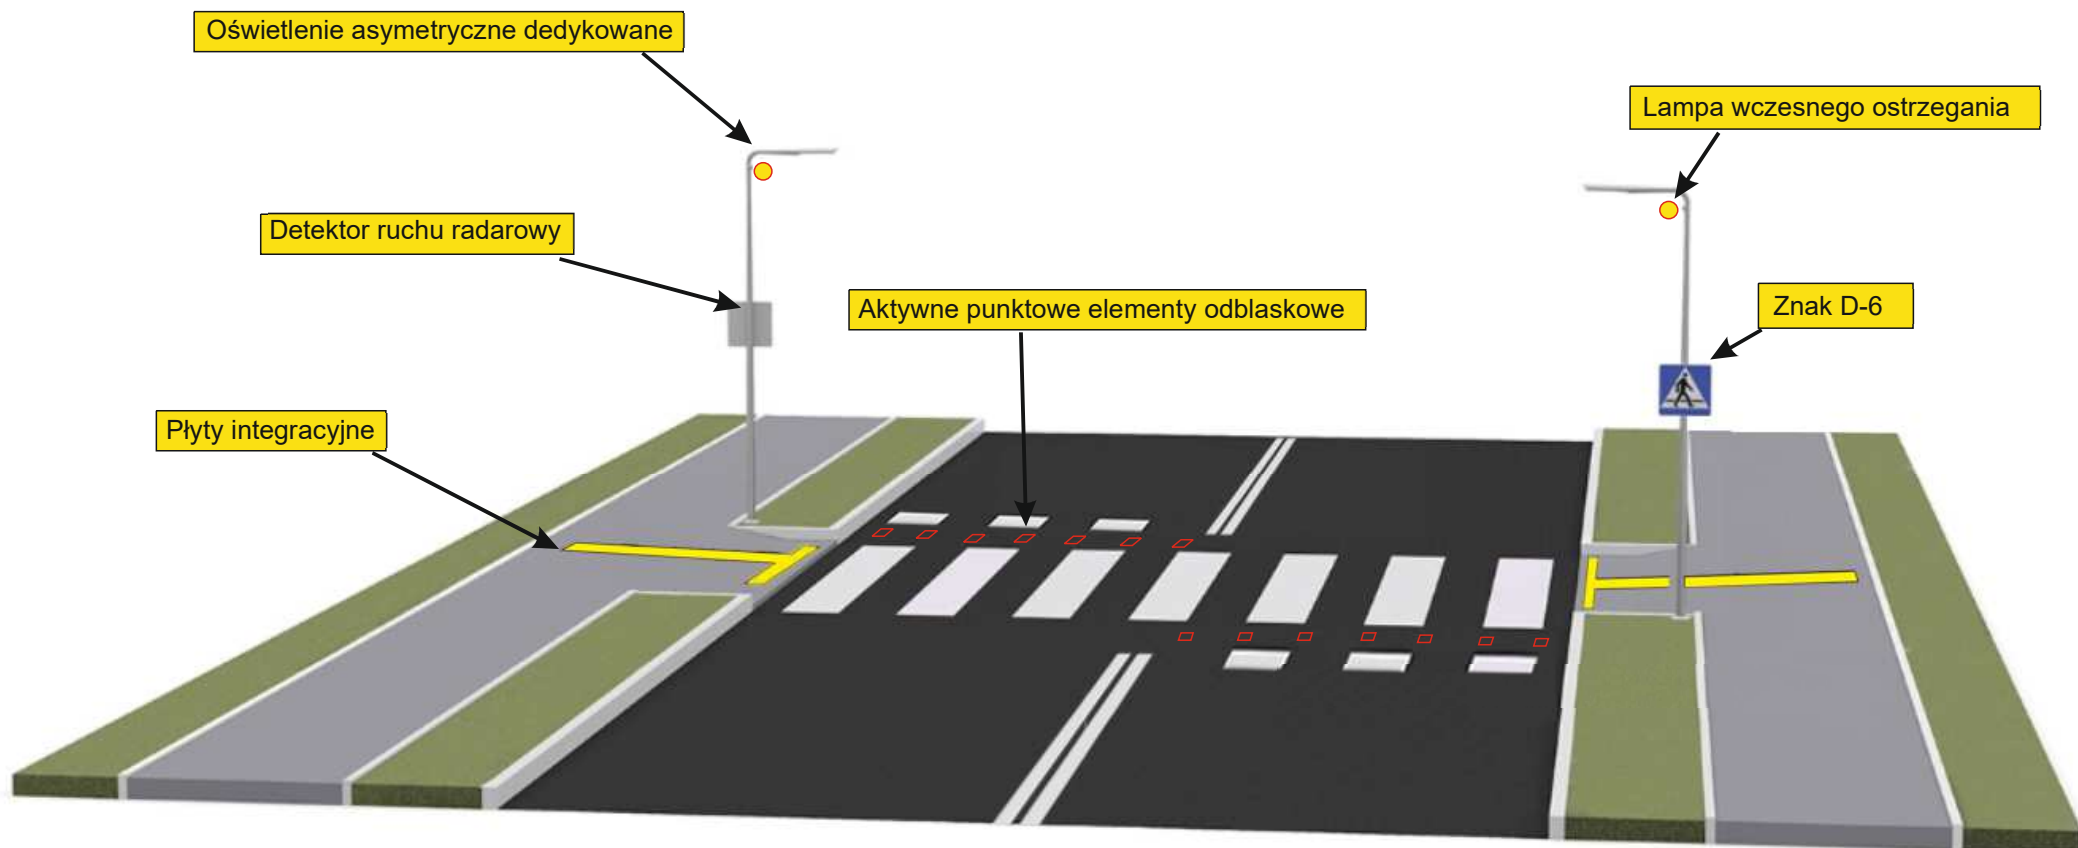 Oświetlenie asymetryczne dedykowane
Lampa wczesnego ostrzegania
Detektor ruchu radarowy
Aktywne punktowe elementy odblaskowe
Znak D-6
Płyty integracyjne